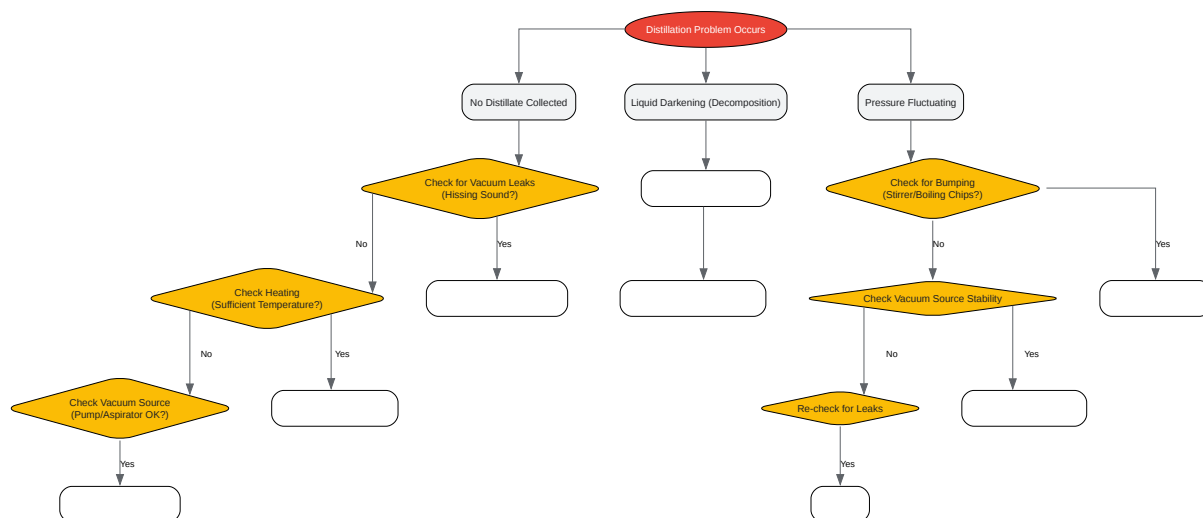 Distillation Problem Occurs
No Distillate Collected
Liquid Darkening (Decomposition)
Pressure Fluctuating
Check for Vacuum Leaks
(Hissing Sound?)
Check for Bumping
(Stirrer/Boiling Chips?)
No
Yes
No
Yes
Check Heating
(Sufficient Temperature?)
Check Vacuum Source Stability
No
Yes
No
Yes
Check Vacuum Source
(Pump/Aspirator OK?)
Re-check for Leaks
Yes
Yes